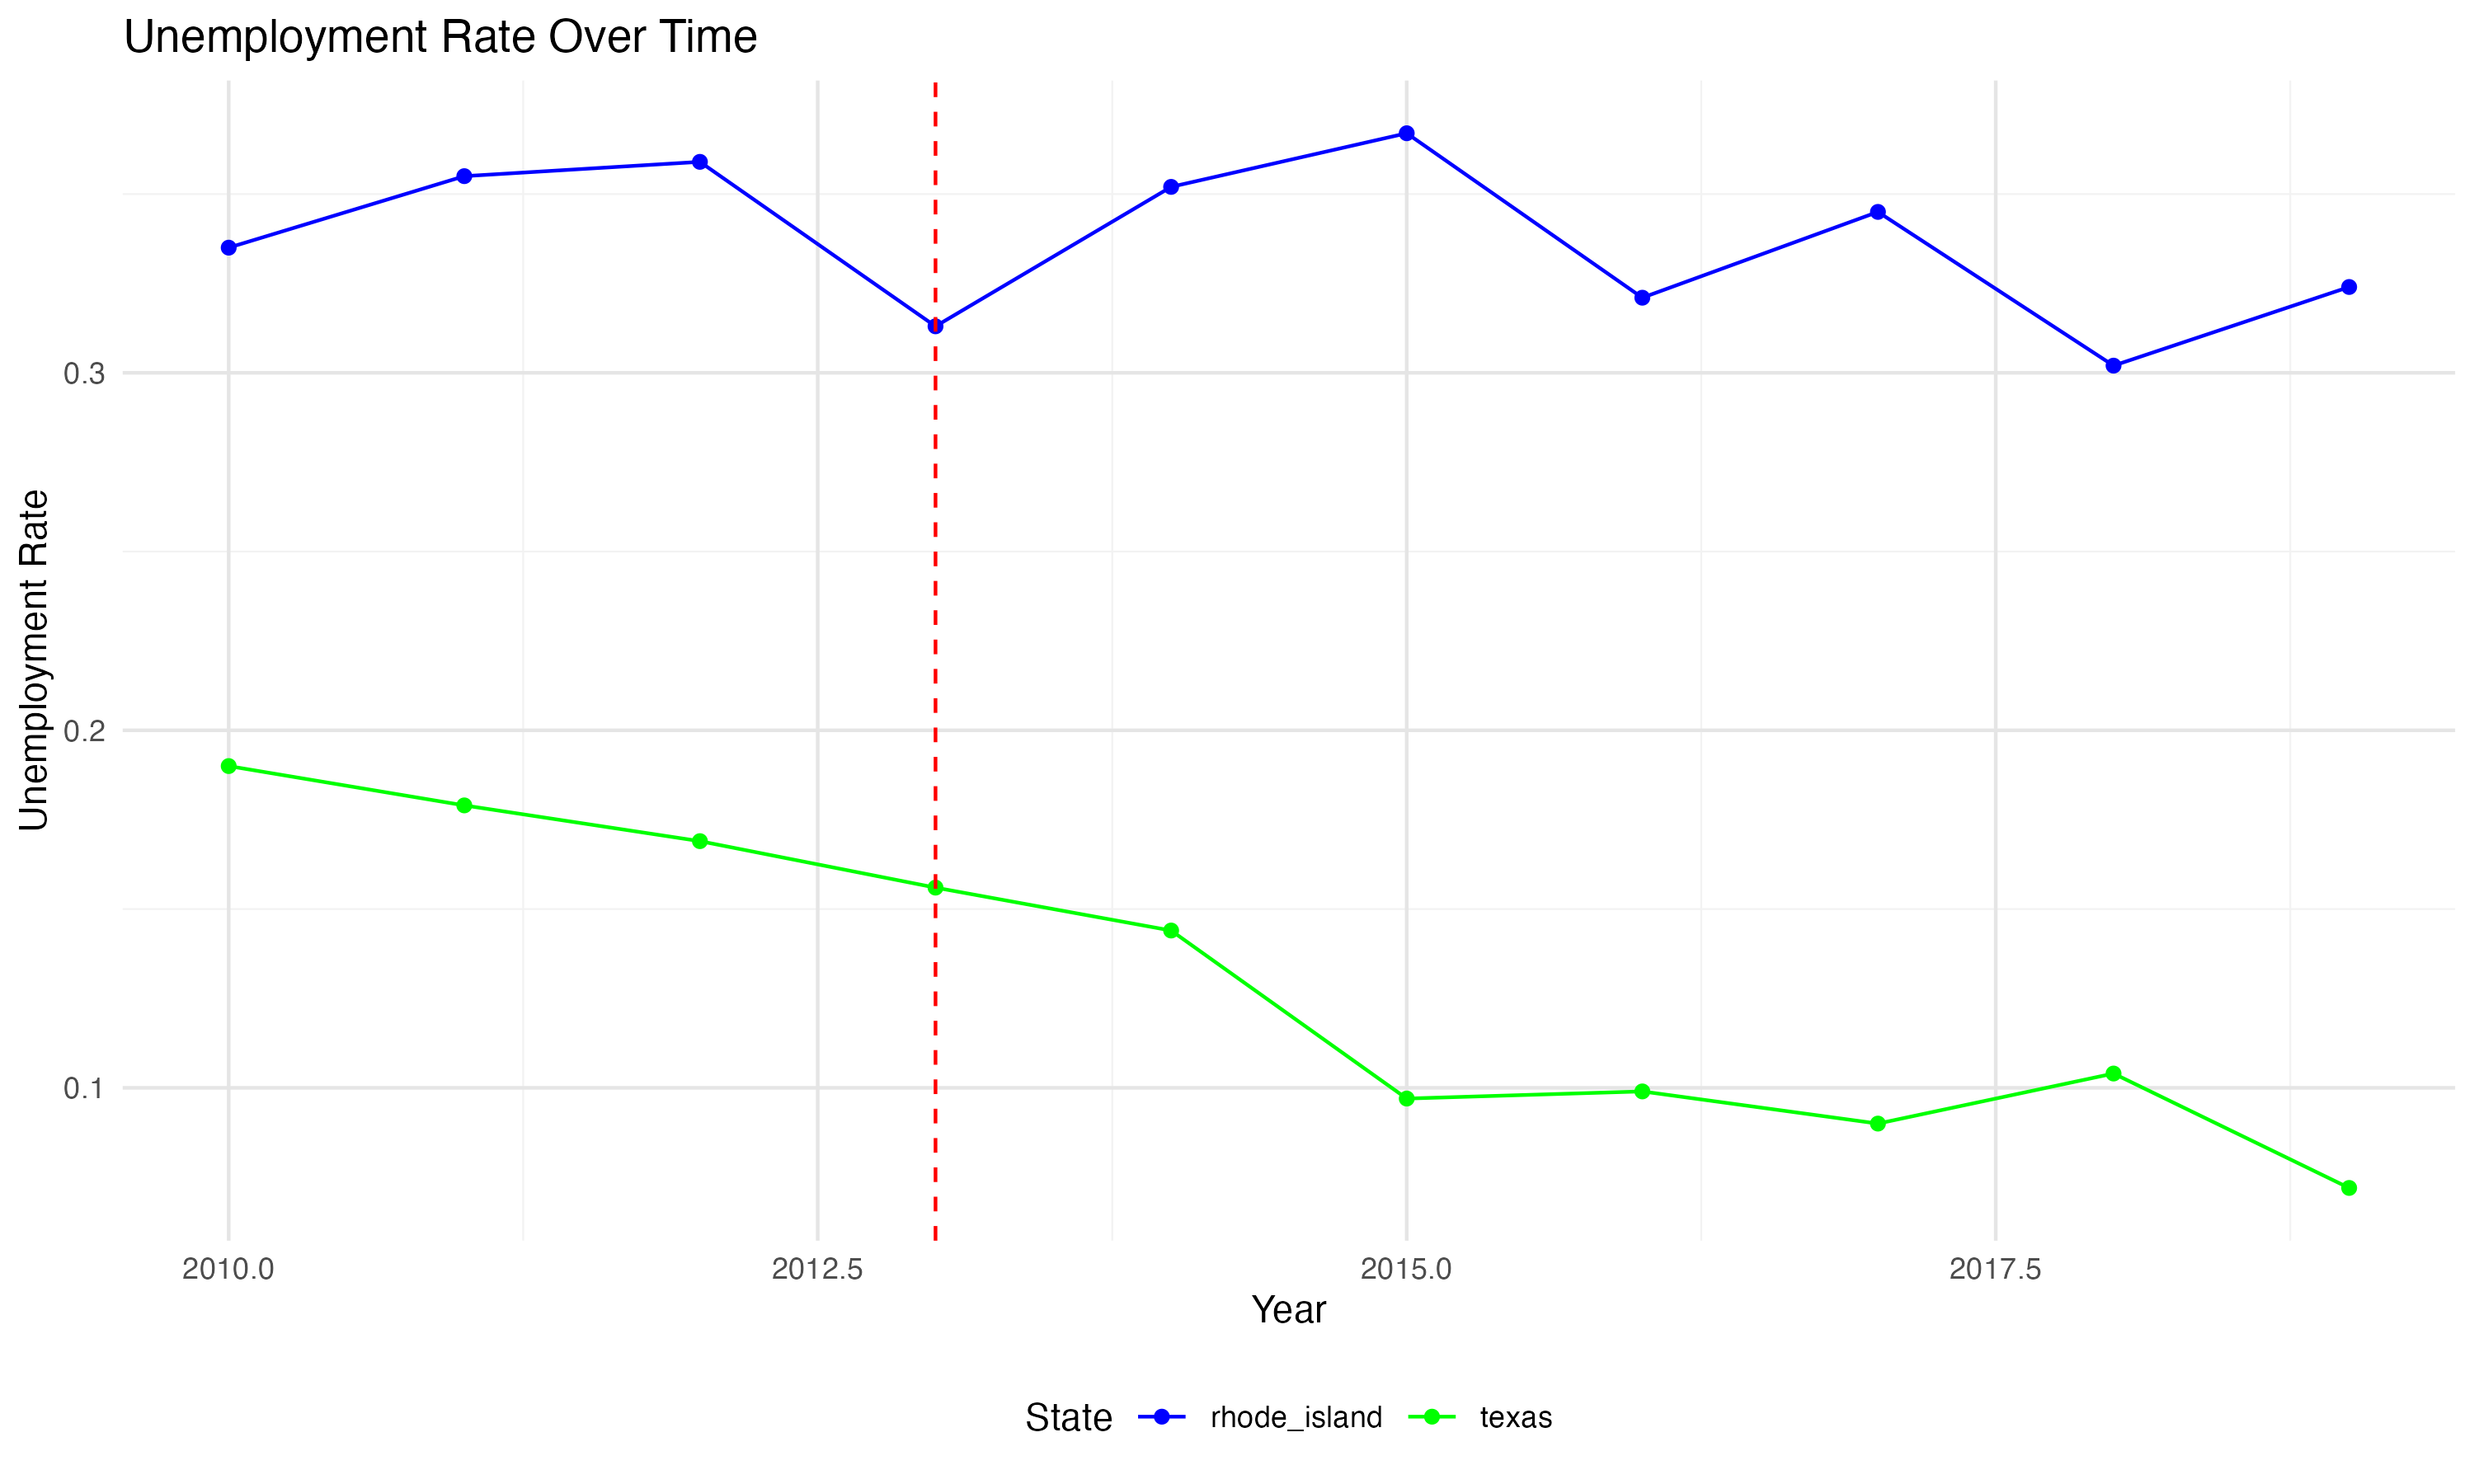 Unemployment Rate Over Time
Unemployment Rate
0.3
0.2
0.1
2010.0 2012.5 2015.0 2017.5
Year
State rhode_island texas